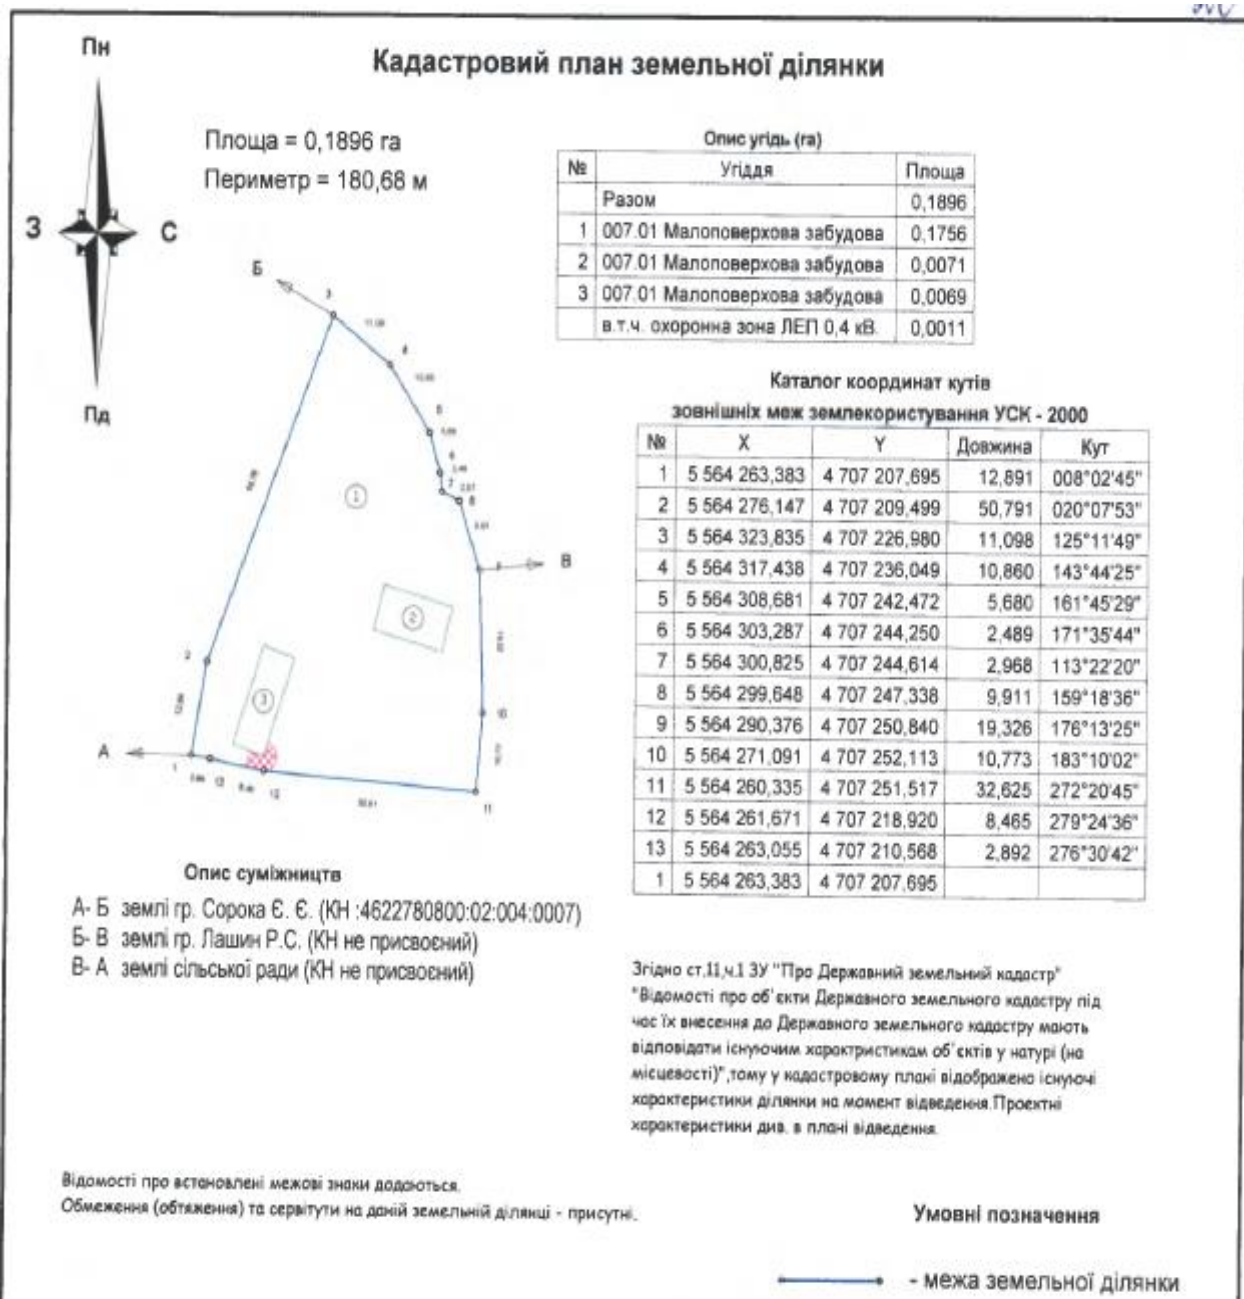 Пн
Кадастровий план земельної ділянки
Площа = 0,1896 га
Периметр = 180,68 м
З
С
Пд
Опис угідь (га)
№ Угіддя Площа
Разом 0,1896
1 007.01 Малоповерхова забудова 0,1756
2 007.01 Малоповерхова забудова 0,0071
3 007.01 Малоповерхова забудова 0,0069
в.т.ч. охоронна зона ЛЕП 0,4 кВ. 0,0011
Каталог координат кутів
зовнішніх меж землекористування УСК - 2000
№ X Y Довжина Кут
1 5 564 263,383 4 707 207,695 12,891 008°02'45"
2 5 564 276,147 4 707 209,499 50,791 020°07'53"
3 5 564 323,835 4 707 226,980 11,098 125°11'49"
4 5 564 317,438 4 707 236,049 10,860 143°44'25"
5 5 564 308,681 4 707 242,472 5,680 161°45'29"
6 5 564 303,287 4 707 244,250 2,489 171°35'44"
7 5 564 300,825 4 707 244,614 2,968 113°22'20"
8 5 564 299,648 4 707 247,338 9,911 159°18'36"
9 5 564 290,376 4 707 250,840 19,326 176°13'25"
10 5 564 271,091 4 707 252,113 10,773 183°10'02"
11 5 564 260,335 4 707 251,517 32,625 272°20'45"
12 5 564 261,671 4 707 218,920 8,465 279°24'36"
13 5 564 263,055 4 707 210,568 2,892 276°30'42"
1 5 564 263,383 4 707 207,695
Б
3
4
5
6
7
8
В
1
2
3
2
10
А
1
13
12
11
Опис суміжництв
А- Б землі гр. Сорока Є. Є. (КН :4622780800:02:004:0007)
Б- В землі гр. Лашин Р.С. (КН не присвоєний)
В- А землі сільської ради (КН не присвоєний)
Згідно ст,11,ч.1 ЗУ "Про Державний земельний кадастр"
"Відомості про об'єкти Державного земельного кадастру під
час їх внесення до Державного земельного кадастру мають
відповідати існуючим харктристикам об'єктів у натурі (на
місцевості)",тому у кадастровому плані відображено існуючі
характеристики ділянки на момент відведення.Проектні
характеристики див. в плані відведення.
Відомості про встановлені межові знаки додаються.
Обмеження (обтяження) та сервітути на даній земельній ділянці - присутні.
Умовні позначення
- межа земельної ділянки